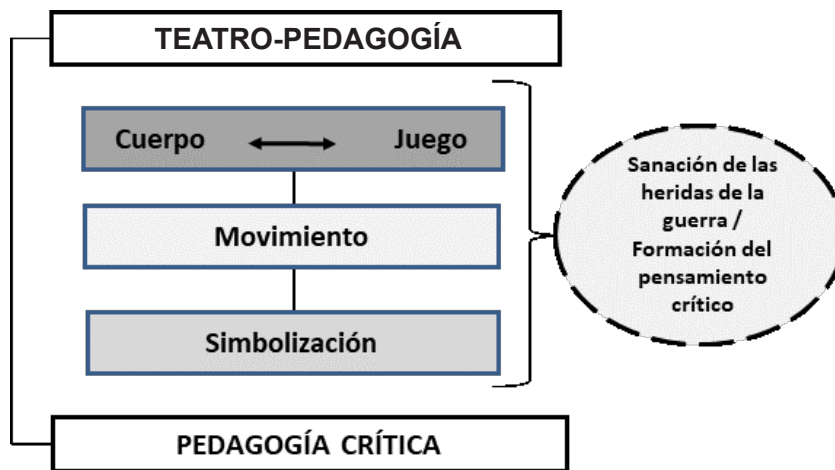 TEATRO-PEDAGOGÍA
Cuerpo Juego
Movimiento
Simbolización
Sanación de las
heridas de la
guerra /
Formación del
pensamiento
crítico
PEDAGOGÍA CRÍTICA